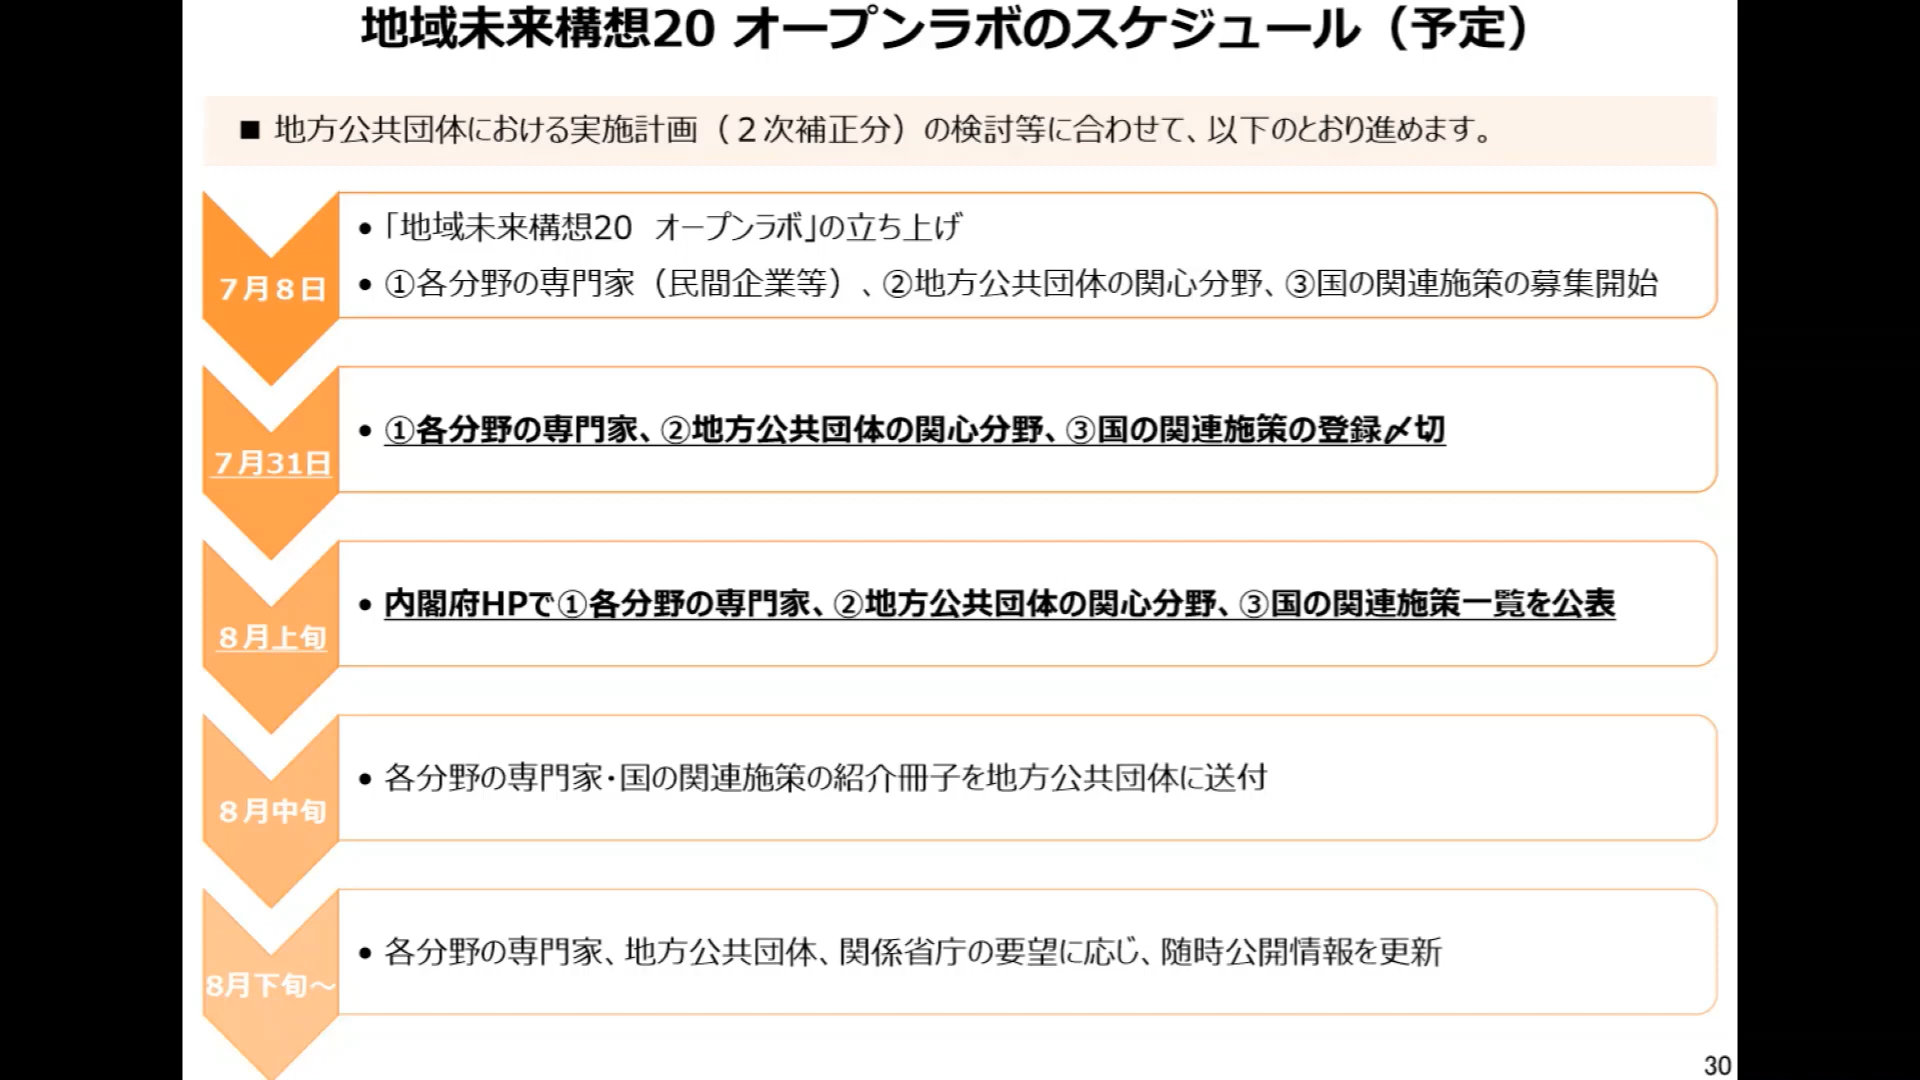 地域未来構想20 オープンラボのスケジュール（予定）
■ 地方公共団体における実施計画（２次補正分）の検討等に合わせて、以下のとおり進めます。
７月８日
• 「地域未来構想20　オープンラボ」の立ち上げ
• ①各分野の専門家（民間企業等）、②地方公共団体の関心分野、③国の関連施策の募集開始
７月31日
• ①各分野の専門家、②地方公共団体の関心分野、③国の関連施策の登録〆切
８月上旬
• 内閣府HPで①各分野の専門家、②地方公共団体の関心分野、③国の関連施策一覧を公表
８月中旬
• 各分野の専門家・国の関連施策の紹介冊子を地方公共団体に送付
8月下旬～
• 各分野の専門家、地方公共団体、関係省庁の要望に応じ、随時公開情報を更新
30